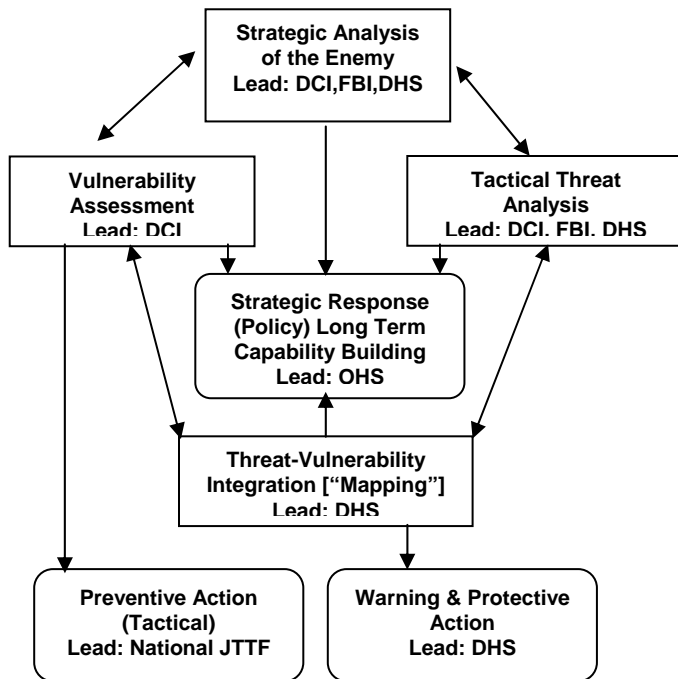 Strategic Analysis
of the Enemy
Lead: DCI,FBI,DHS
Vulnerability
Assessment
Lead: DCI
Tactical Threat
Analysis
Lead: DCI, FBI, DHS
Strategic Response
(Policy) Long Term
Capability Building
Lead: OHS
Threat-Vulnerability
Integration [“Mapping”]
Lead: DHS
Preventive Action
(Tactical)
Lead: National JTTF
Warning & Protective
Action
Lead: DHS